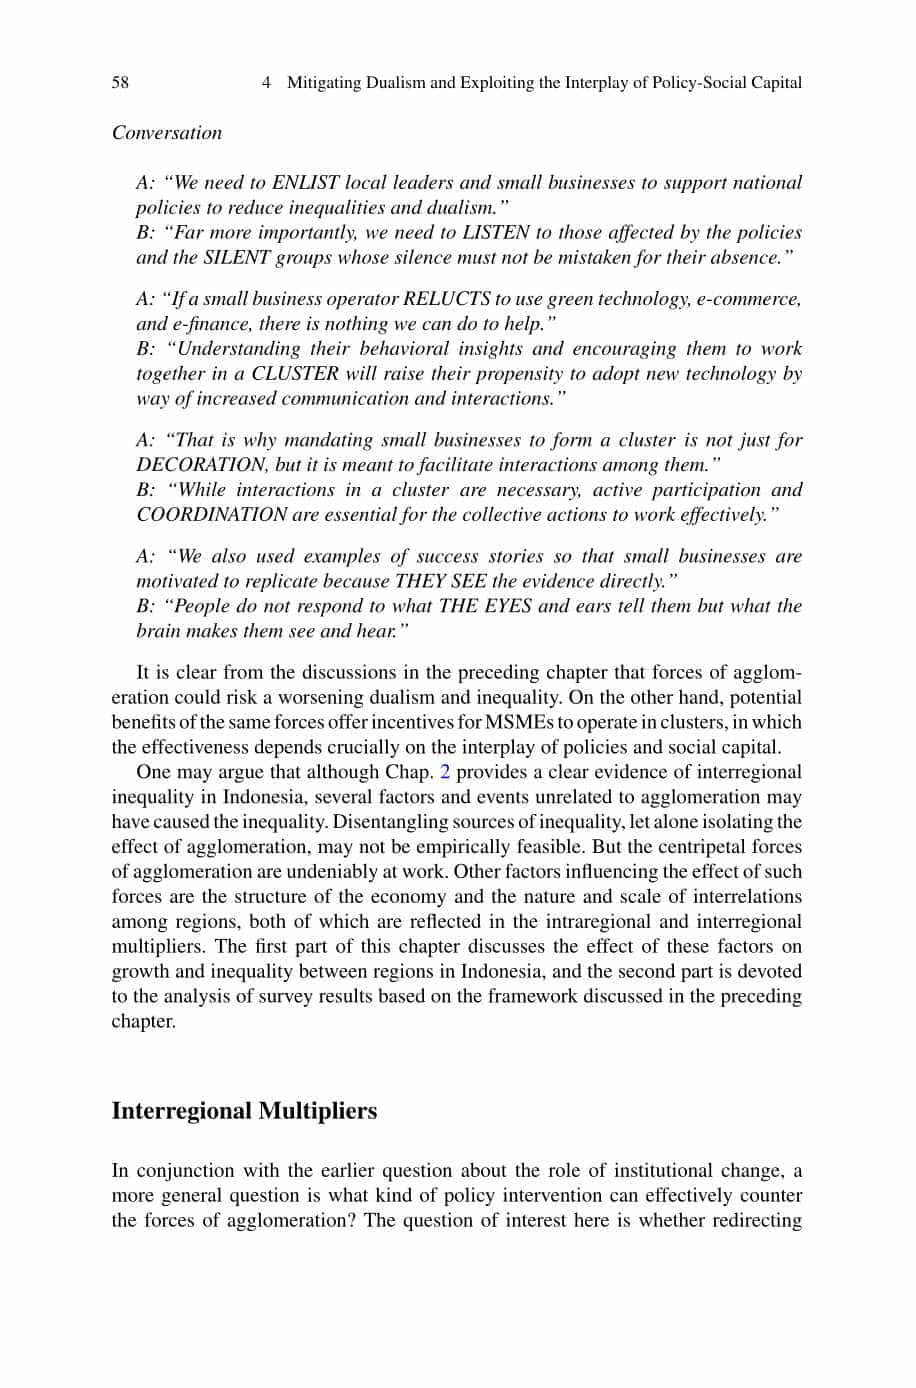 58 4 Mitigating Dualism and Exploiting the Interplay of Policy-Social Capital
Conversation
A: “We need to ENLIST local leaders and small businesses to support national
policies to reduce inequalities and dualism.”
B: “Far more importantly, we need to LISTEN to those affected by the policies
and the SILENT groups whose silence must not be mistaken for their absence.”
A: “If a small business operator RELUCTS to use green technology, e-commerce,
and e-finance, there is nothing we can do to help.”
B: “Understanding their behavioral insights and encouraging them to work
together in a CLUSTER will raise their propensity to adopt new technology by
way of increased communication and interactions.”
A: “That is why mandating small businesses to form a cluster is not just for
DECORATION, but it is meant to facilitate interactions among them.”
B: “While interactions in a cluster are necessary, active participation and
COORDINATION are essential for the collective actions to work effectively.”
A: “We also used examples of success stories so that small businesses are
motivated to replicate because THEY SEE the evidence directly.”
B: “People do not respond to what THE EYES and ears tell them but what the
brain makes them see and hear.”
It is clear from the discussions in the preceding chapter that forces of agglom-
eration could risk a worsening dualism and inequality. On the other hand, potential
benefits of the same forces offer incentives for MSMEs to operate in clusters, in which
the effectiveness depends crucially on the interplay of policies and social capital.
One may argue that although Chap. 2 provides a clear evidence of interregional
inequality in Indonesia, several factors and events unrelated to agglomeration may
have caused the inequality. Disentangling sources of inequality, let alone isolating the
effect of agglomeration, may not be empirically feasible. But the centripetal forces
of agglomeration are undeniably at work. Other factors influencing the effect of such
forces are the structure of the economy and the nature and scale of interrelations
among regions, both of which are reflected in the intraregional and interregional
multipliers. The first part of this chapter discusses the effect of these factors on
growth and inequality between regions in Indonesia, and the second part is devoted
to the analysis of survey results based on the framework discussed in the preceding
chapter.
Interregional Multipliers
In conjunction with the earlier question about the role of institutional change, a
more general question is what kind of policy intervention can effectively counter
the forces of agglomeration? The question of interest here is whether redirecting